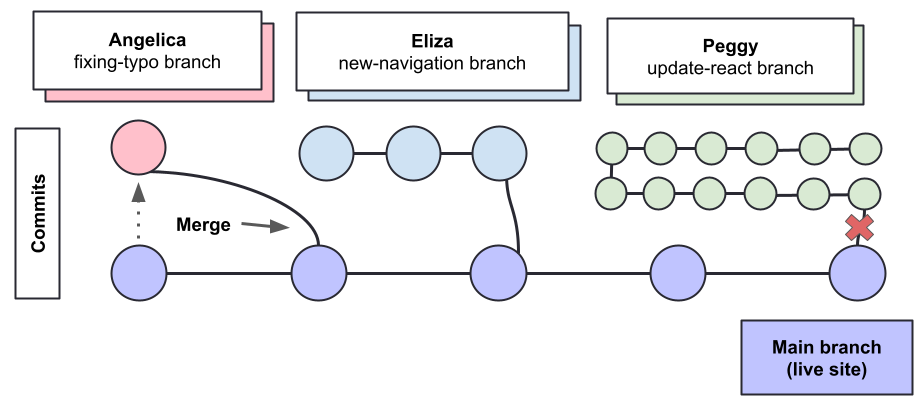 Angelica
fixing-typo branch
Eliza
new-navigation branch
Peggy
update-react branch
Commits
Merge
Main branch
(live site)